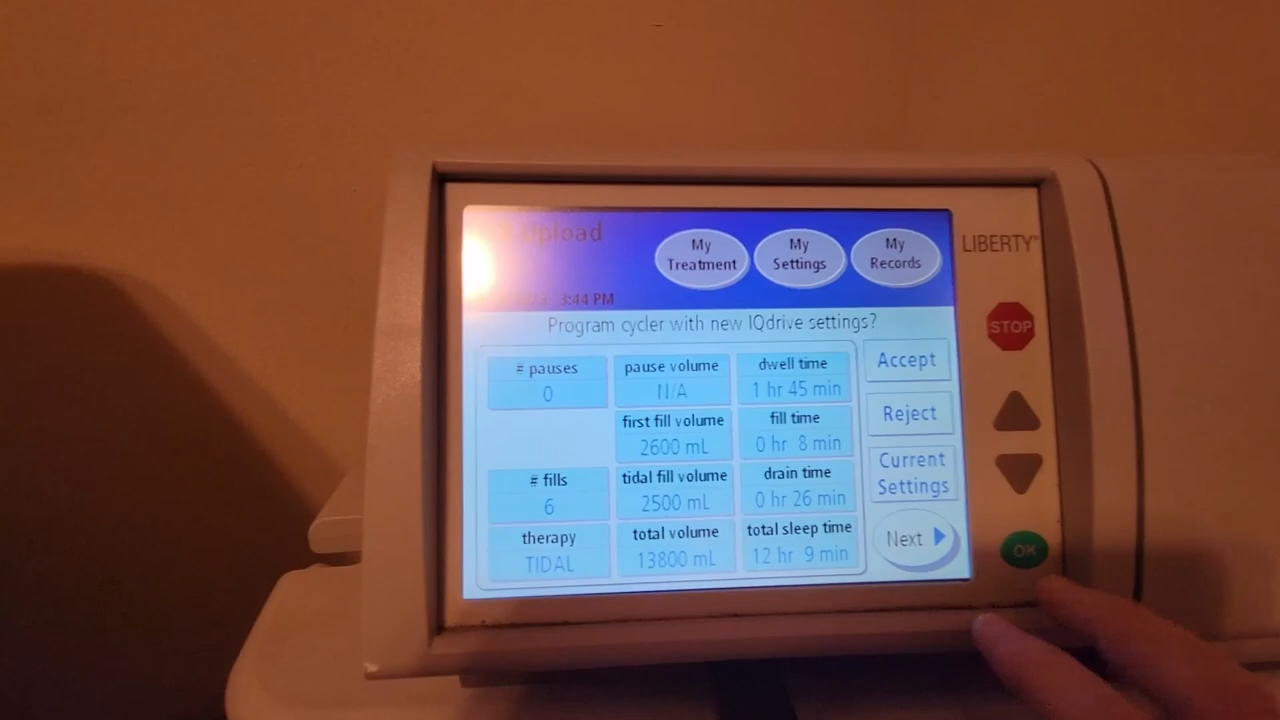 Upload
My Treatment
My Settings
My Records
LIBERTY
3:44 PM
Program cycler with new IQdrive settings?
# pauses
0
pause volume
N/A
dwell time
1 hr 45 min
Accept
STOP
first fill volume
2600 mL
fill time
0 hr 8 min
Reject
# fills
6
tidal fill volume
2500 mL
drain time
0 hr 26 min
Current Settings
therapy
TIDAL
total volume
13800 mL
total sleep time
12 hr 9 min
Next
OK